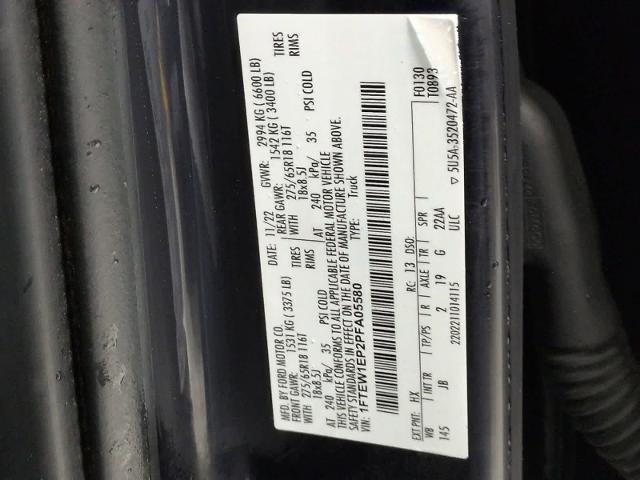 MFD. BY FORD MOTOR CO.
DATE: 11/22 GVWR: 2994 KG ( 6600 LB)
FRONT GAWR: 1531 KG ( 3375 LB) REAR GAWR: 1542 KG ( 3400 LB)
WITH 275/65R18 116T TIRES WITH 275/65R18 116T TIRES
18x8.5J RIMS 18x8.5J RIMS
AT 240 kPa/ 35 PSI COLD AT 240 kPa/ 35 PSI COLD
THIS VEHICLE CONFORMS TO ALL APPLICABLE FEDERAL MOTOR VEHICLE
SAFETY STANDARDS IN EFFECT ON THE DATE OF MANUFACTURE SHOWN ABOVE.
VIN: 1FTEW1EP2PFA05580 TYPE: Truck
EXT PNT: HX RC: 13 DSO: F0130
T0893
WB INT TR TP/PS R AXLE TR SPR
145 JB 2 19 G 22AA
2202211014115 ULC
▽ 5U5A-3520472-AA